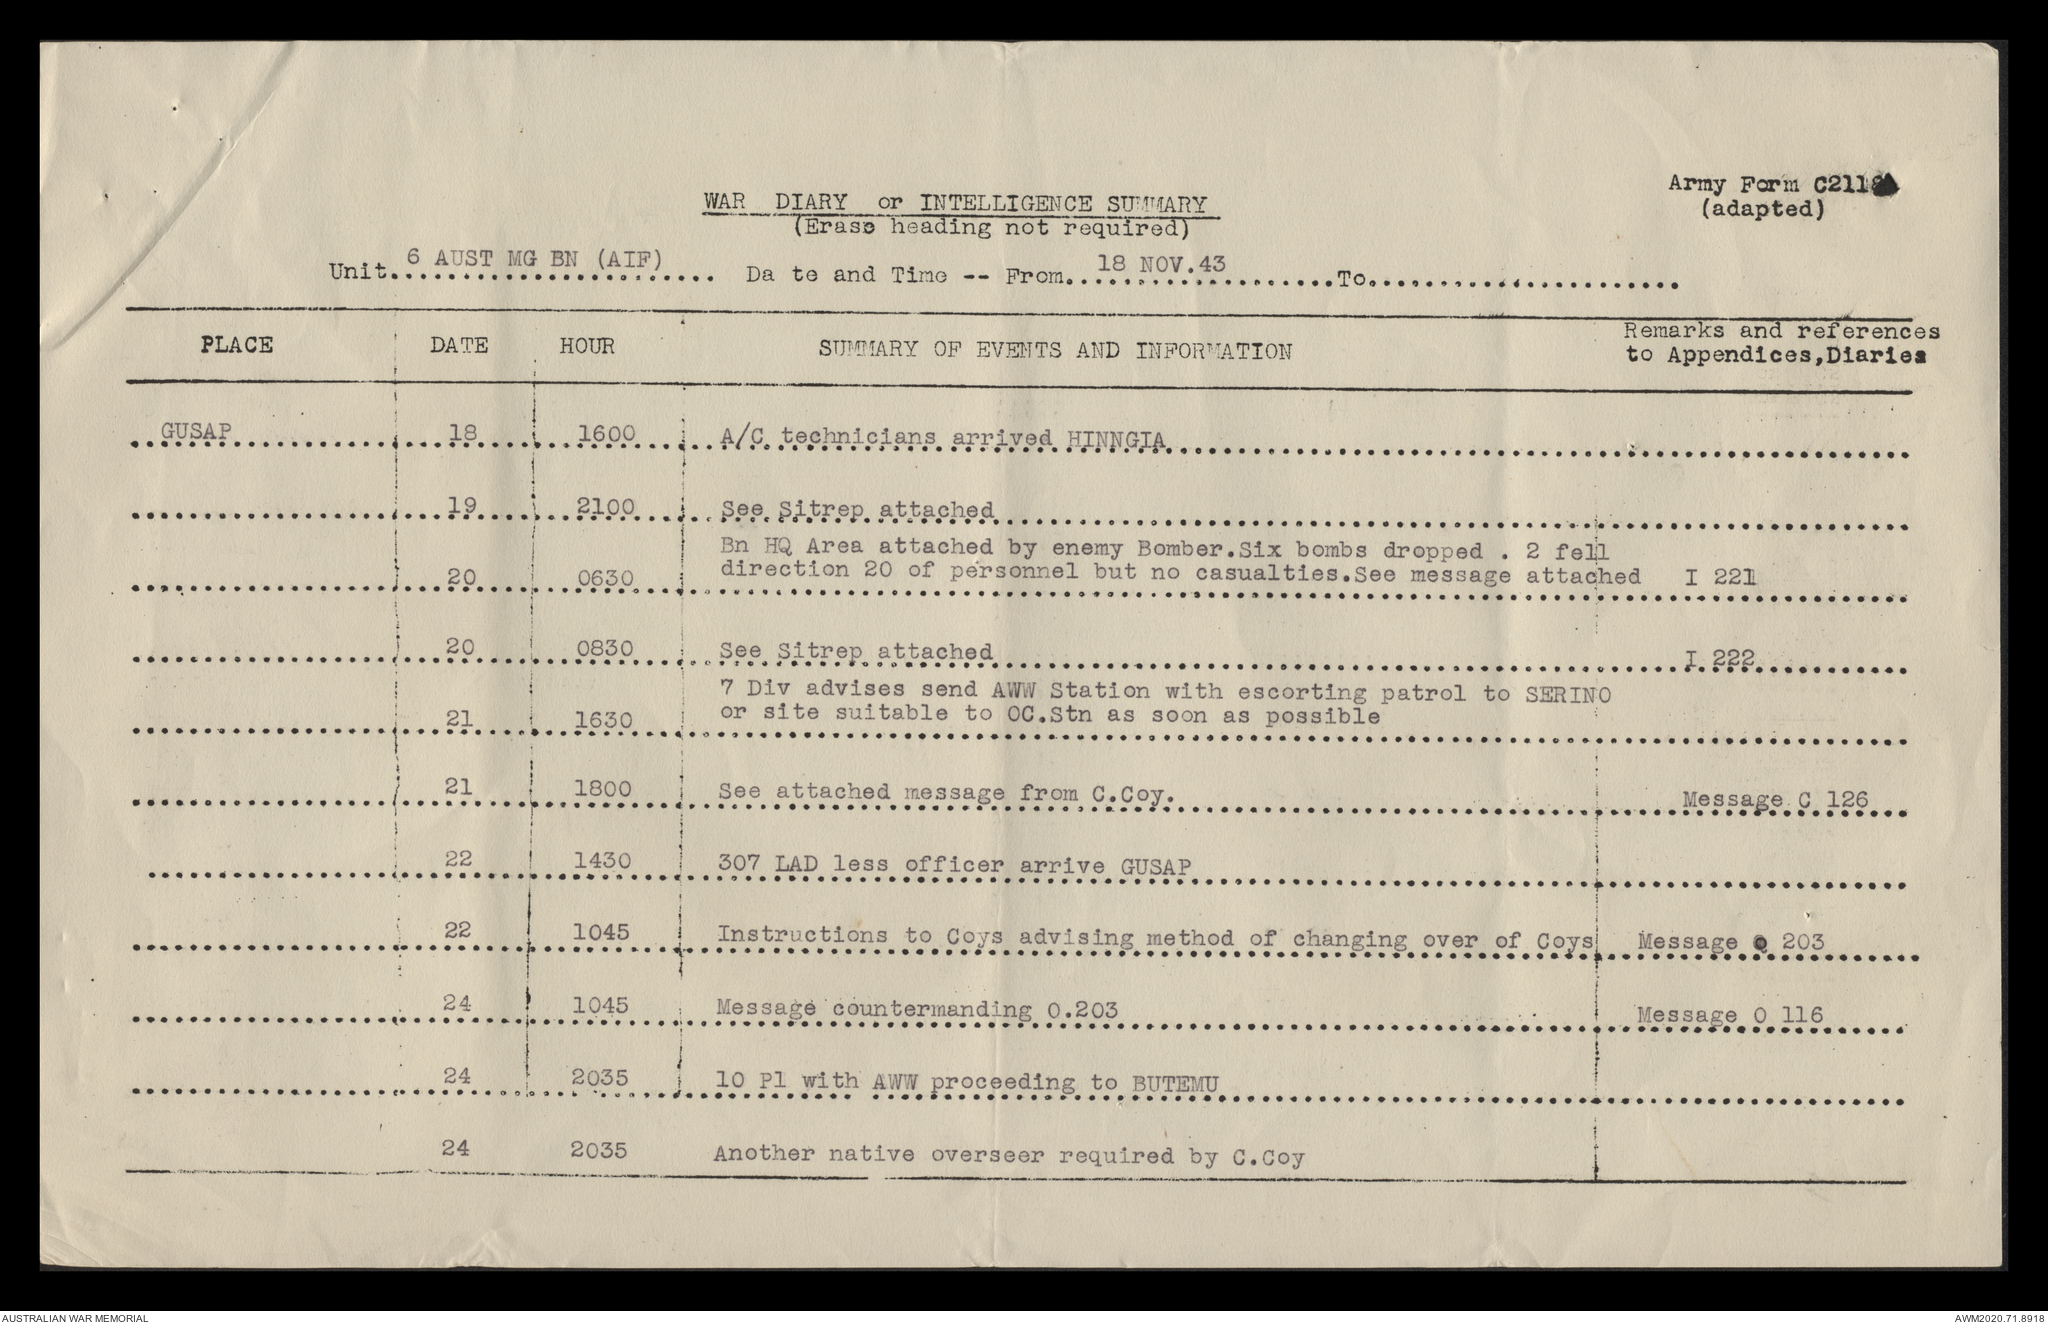 Army Form C2118
(adapted)
WAR DIARY or INTELLIGENCE SUMMARY
(Erase heading not required)
Unit 6 AUST MG BN (AIF) Da te and Time -- From 18 NOV.43 To
PLACE DATE HOUR SUMMARY OF EVENTS AND INFORMATION Remarks and references
to Appendices,Diaries
GUSAP 18 1600 A/C technicians arrived HINNGIA
19 2100 See Sitrep attached
Bn HQ Area attached by enemy Bomber.Six bombs dropped . 2 fell
20 0630 direction 20 of personnel but no casualties.See message attached I 221
20 0830 See Sitrep attached I 222
7 Div advises send AWW Station with escorting patrol to SERINO
21 1630 or site suitable to OC.Stn as soon as possible
21 1800 See attached message from C.Coy. Message C 126
22 1430 307 LAD less officer arrive GUSAP
22 1045 Instructions to Coys advising method of changing over of Coys Message 203
24 1045 Message countermanding O.203 Message O 116
24 2035 10 Pl with AWW proceeding to BUTEMU
24 2035 Another native overseer required by C.Coy
AUSTRALIAN WAR MEMORIAL AWM2020.71.8918